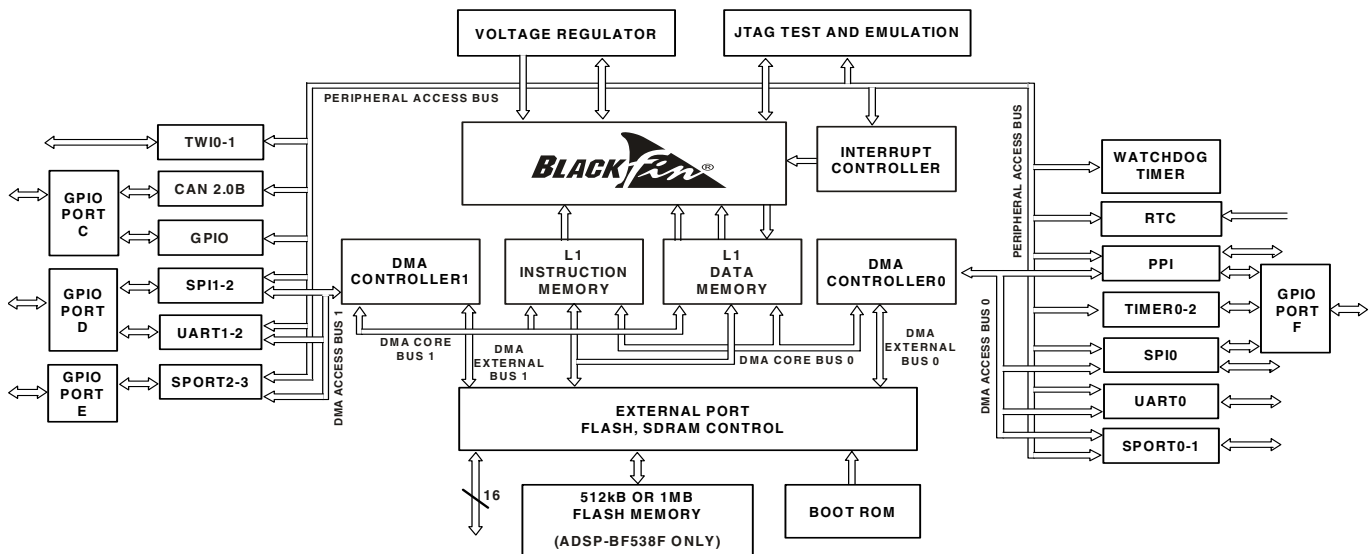 VOLTAGE REGULATOR
JTAG TEST AND EMULATION
PERIPHERAL ACCESS BUS
TWI0-1
CAN 2.0B
GPIO
GPIO
PORT
C
SPI1-2
UART1-2
GPIO
PORT
D
SPORT2-3
GPIO
PORT
E
BLACKfin®
INTERRUPT
CONTROLLER
DMA
CONTROLLER1
L1
INSTRUCTION
MEMORY
L1
DATA
MEMORY
DMA
CONTROLLER0
DMA ACCESS BUS 1
DMA CORE
BUS 1
DMA
EXTERNAL
BUS 1
DMA CORE BUS 0
DMA
EXTERNAL
BUS 0
EXTERNAL PORT
FLASH, SDRAM CONTROL
16
512kB OR 1MB
FLASH MEMORY
(ADSP-BF538F ONLY)
BOOT ROM
PERIPHERAL ACCESS BUS
DMA ACCESS BUS 0
WATCHDOG
TIMER
RTC
PPI
TIMER0-2
SPI0
UART0
SPORT0-1
GPIO
PORT
F